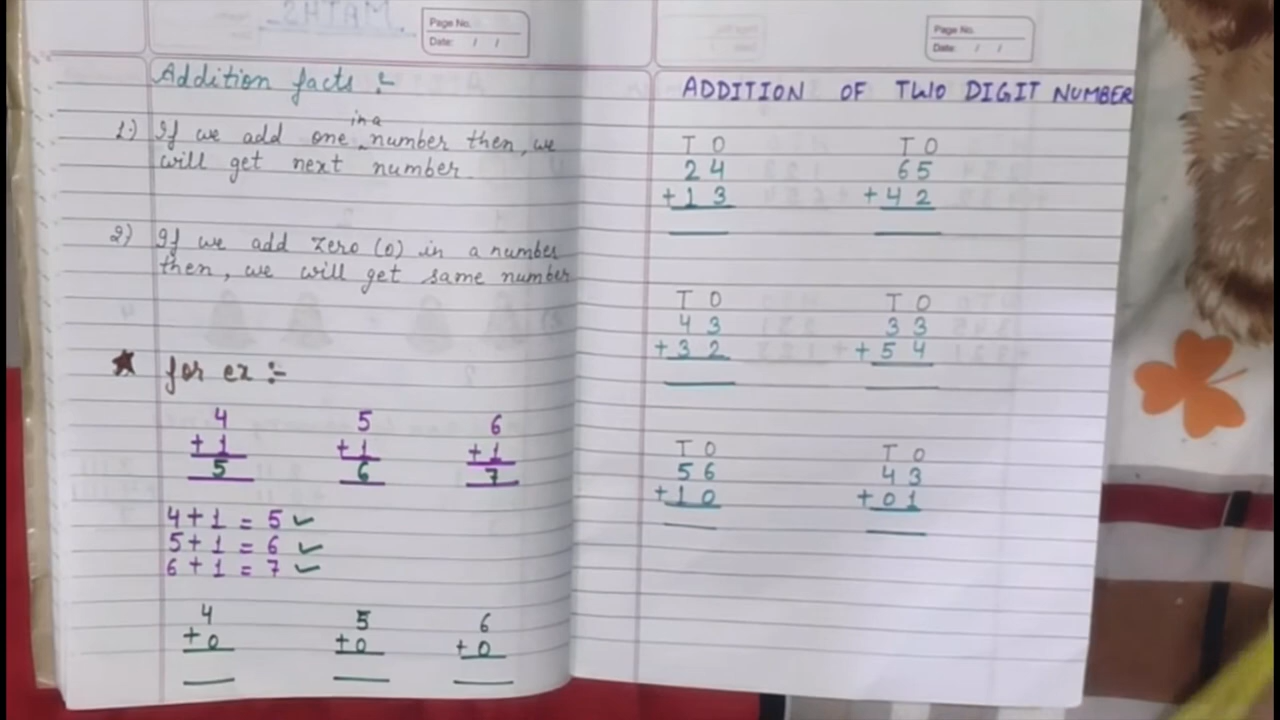 MATHS
Page No.
Date: / /
Addition facts :-
in a
1.) If we add one number then, we
will get next number
2) If we add zero (0) in a number
then, we will get same number
★ for ex :-
4 5 6
+1 +1 +1
5 6 7
4 + 1 = 5 ✓
5 + 1 = 6 ✓
6 + 1 = 7 ✓
4 5 6
+0 +0 +0
Page No.
Date: / /
ADDITION OF TWO DIGIT NUMBER
T O T O
2 4 6 5
+ 1 3 + 4 2
T O T O
4 3 3 3
+ 3 2 + 5 4
T O T O
5 6 4 3
+ 1 0 + 0 1